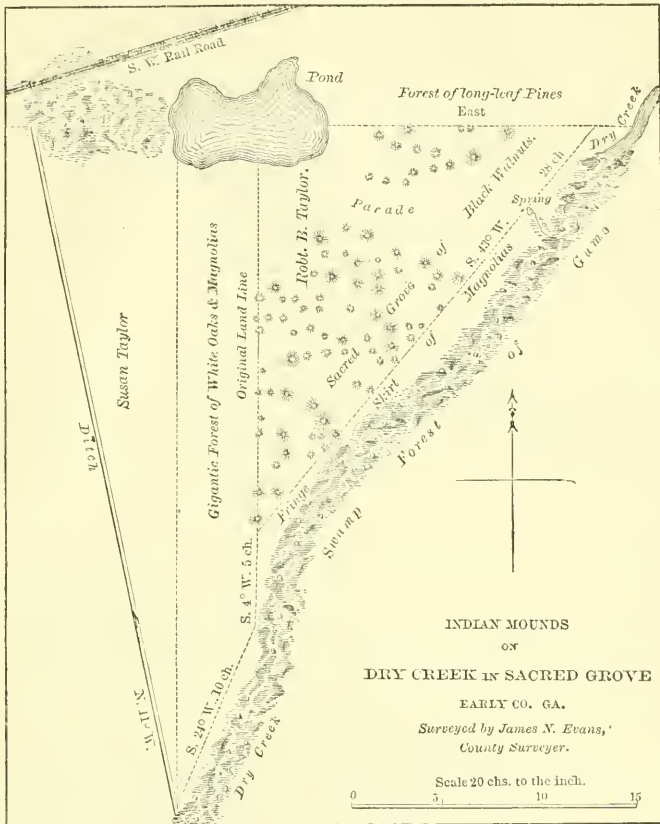 S. W. Rail Road
Pond
Forest of long-leaf Pines
East
Dry Creek
28 ch
Black Walnuts.
Spring
Parade
Robt. B. Taylor.
S. 43° W.
Magnolias
Gums
of
Sacred Grove of
Skirt of
Fringe
Forest of
Swamp
Susan Taylor
Ditch
Gigantic Forest of White Oaks & Magnolias
Original Land Line
S. 4° W. 5 ch.
S. 24° W. 10 ch.
Dry Creek
INDIAN MOUNDS
ON
DRY CREEK IN SACRED GROVE
EARLY CO. GA.
Surveyed by James N. Evans,
County Surveyer.
Scale 20 chs. to the inch.
0 5 10 15